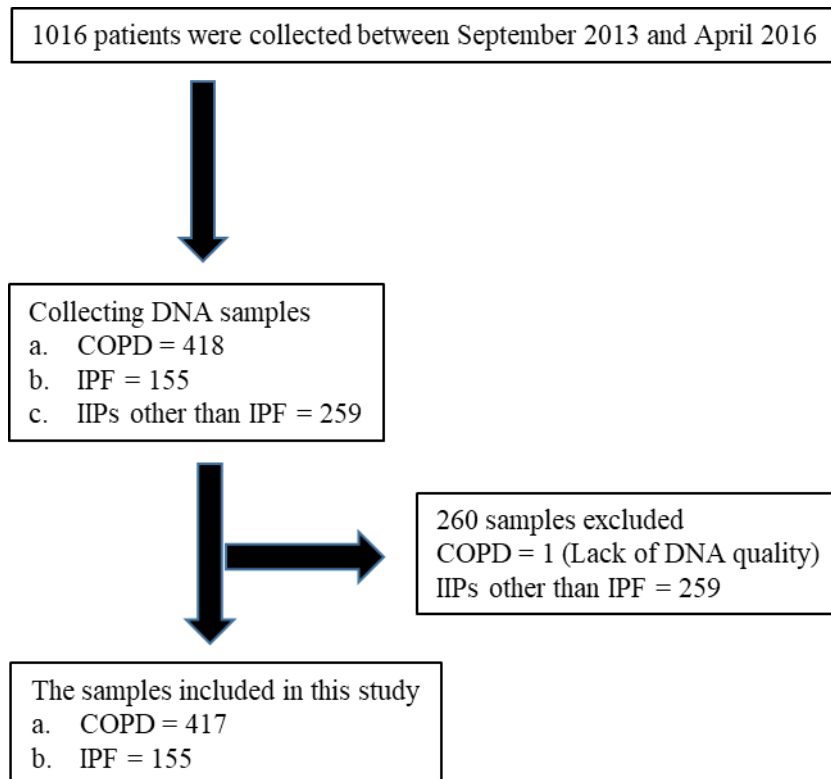 1016 patients were collected between September 2013 and April 2016
Collecting DNA samples
a. COPD = 418
b. IPF = 155
c. IIPs other than IPF = 259
260 samples excluded
COPD = 1 (Lack of DNA quality)
IIPs other than IPF = 259
The samples included in this study
a. COPD = 417
b. IPF = 155